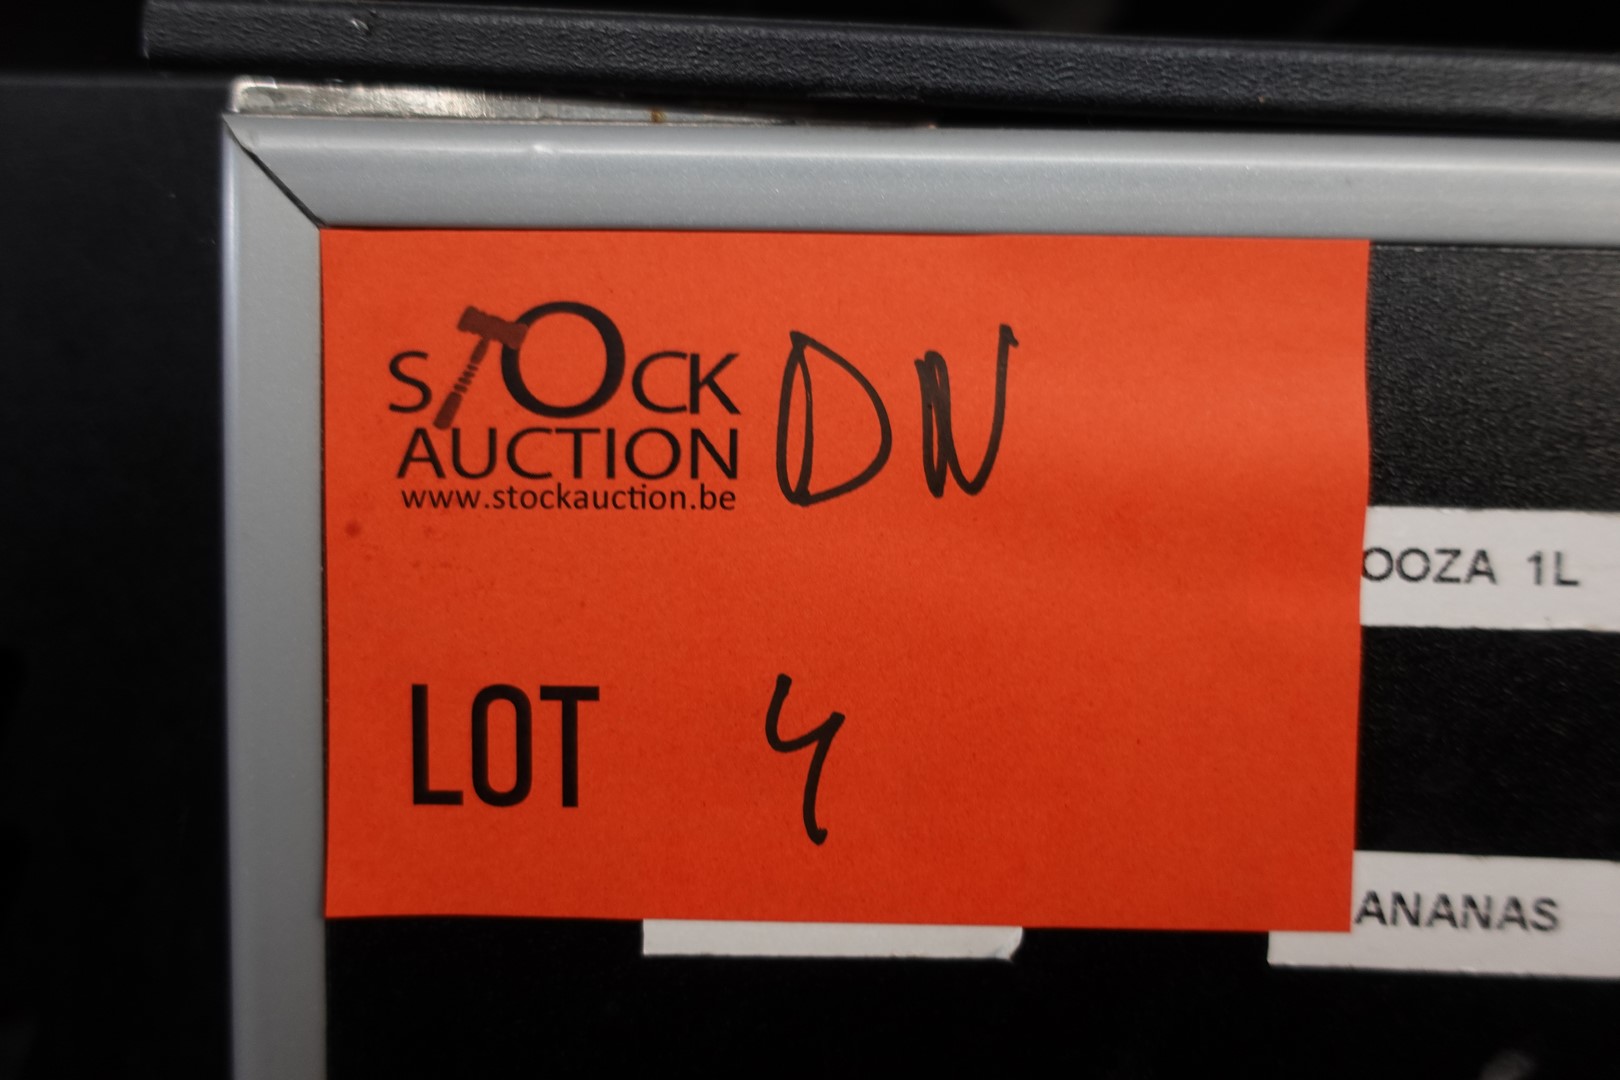 STOCK DN
AUCTION
www.stockauction.be
OOZA 1L
LOT 4
ANANAS